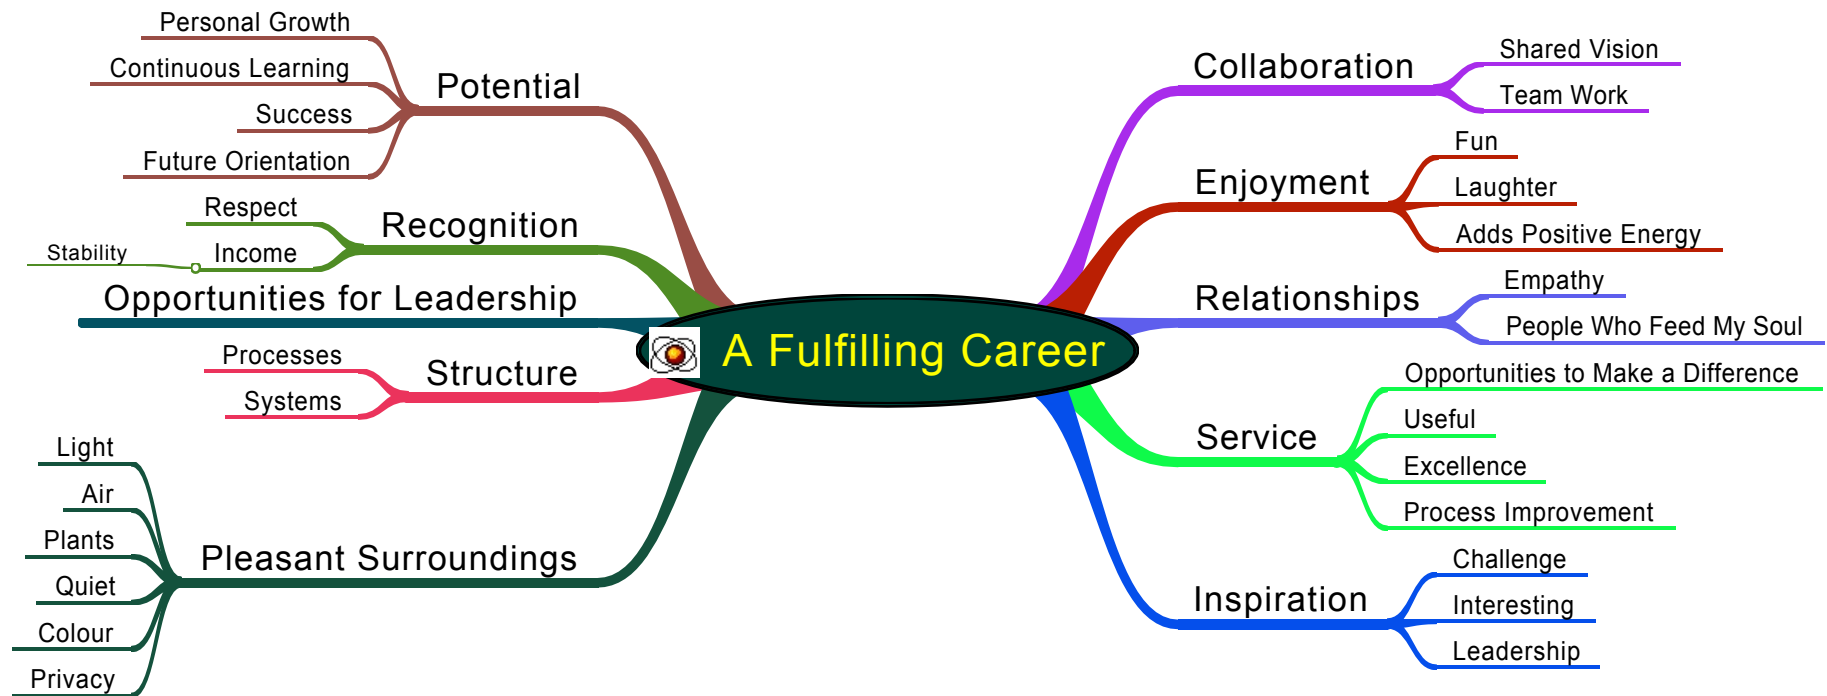 A Fulfilling Career
Collaboration
Shared Vision
Team Work
Enjoyment
Fun
Laughter
Adds Positive Energy
Relationships
Empathy
People Who Feed My Soul
Service
Opportunities to Make a Difference
Useful
Excellence
Process Improvement
Inspiration
Challenge
Interesting
Leadership
Potential
Personal Growth
Continuous Learning
Success
Future Orientation
Recognition
Respect
Income
Stability
Opportunities for Leadership
Structure
Processes
Systems
Pleasant Surroundings
Light
Air
Plants
Quiet
Colour
Privacy